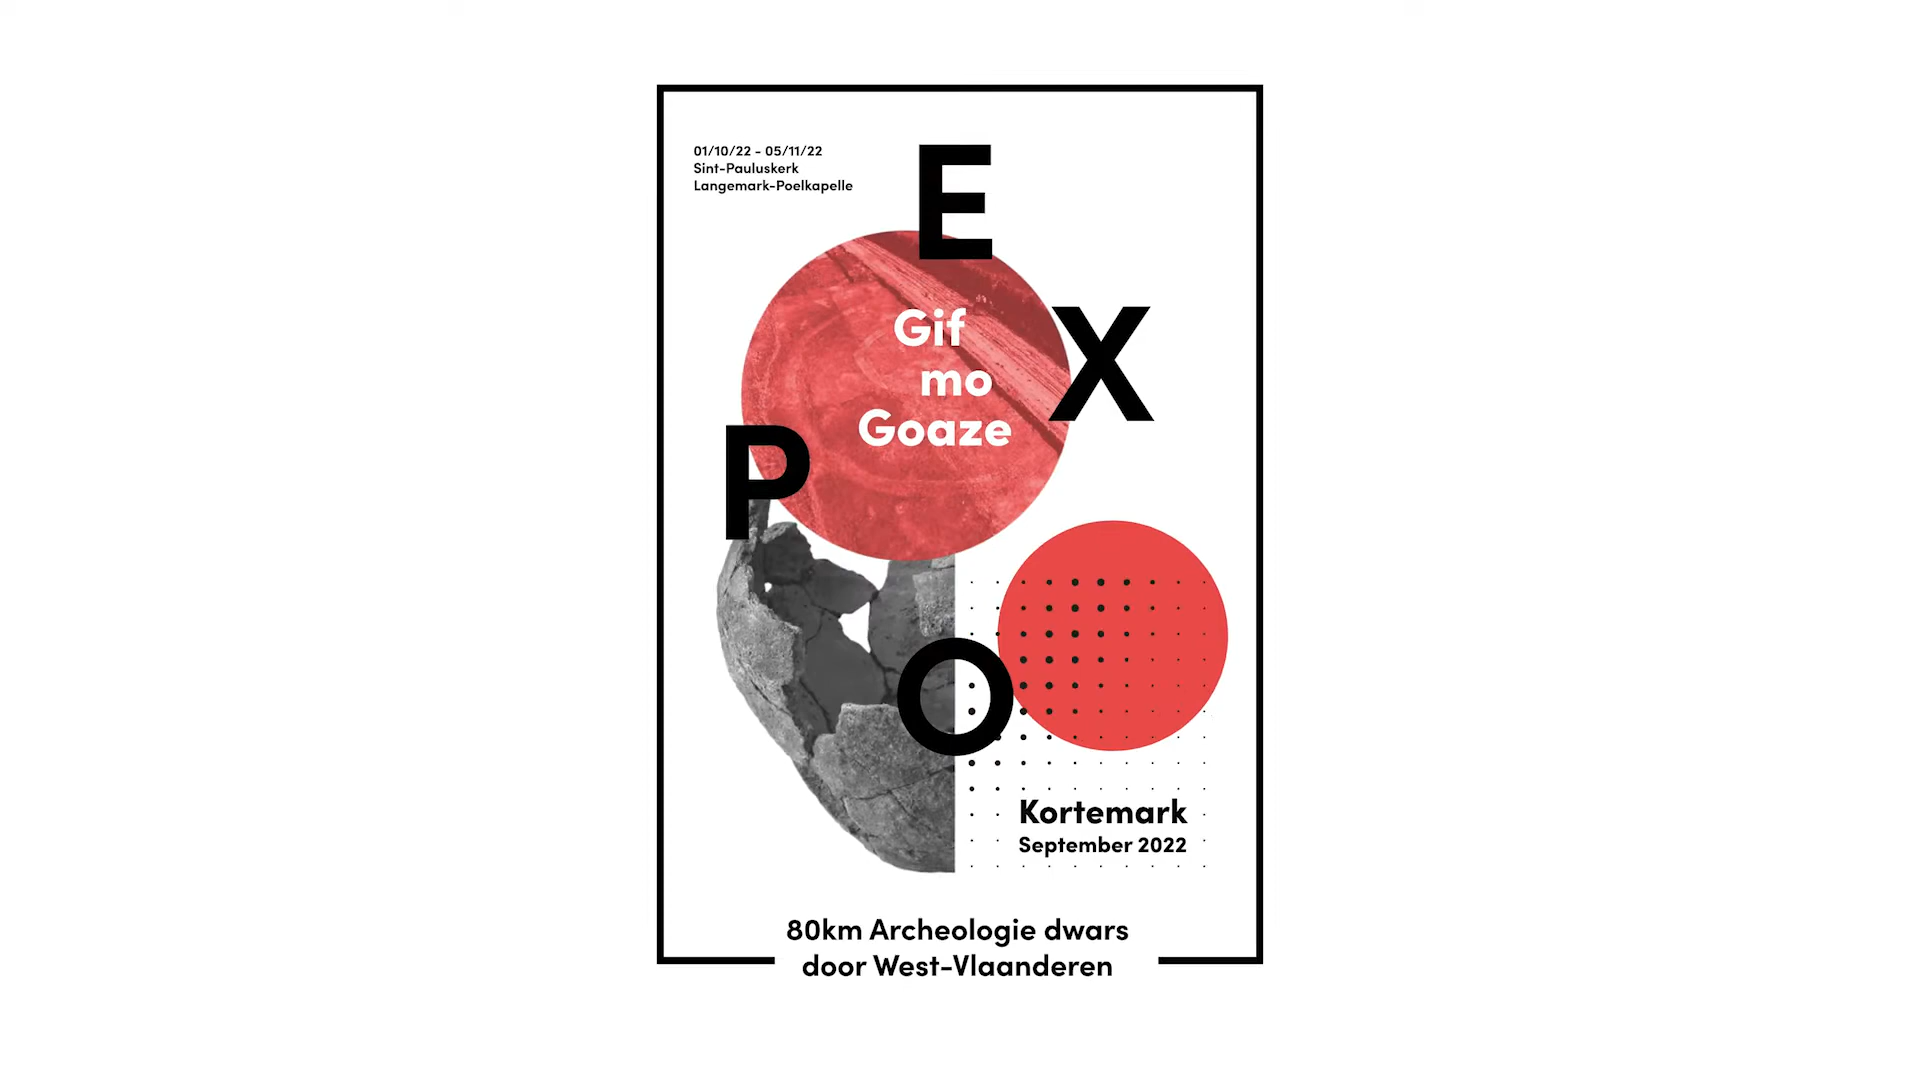 01/10/22 - 05/11/22
Sint-Pauluskerk
Langemark-Poelkapelle
E
X
P
O
Gif
mo
Goaze
Kortemark
September 2022
80km Archeologie dwars
door West-Vlaanderen